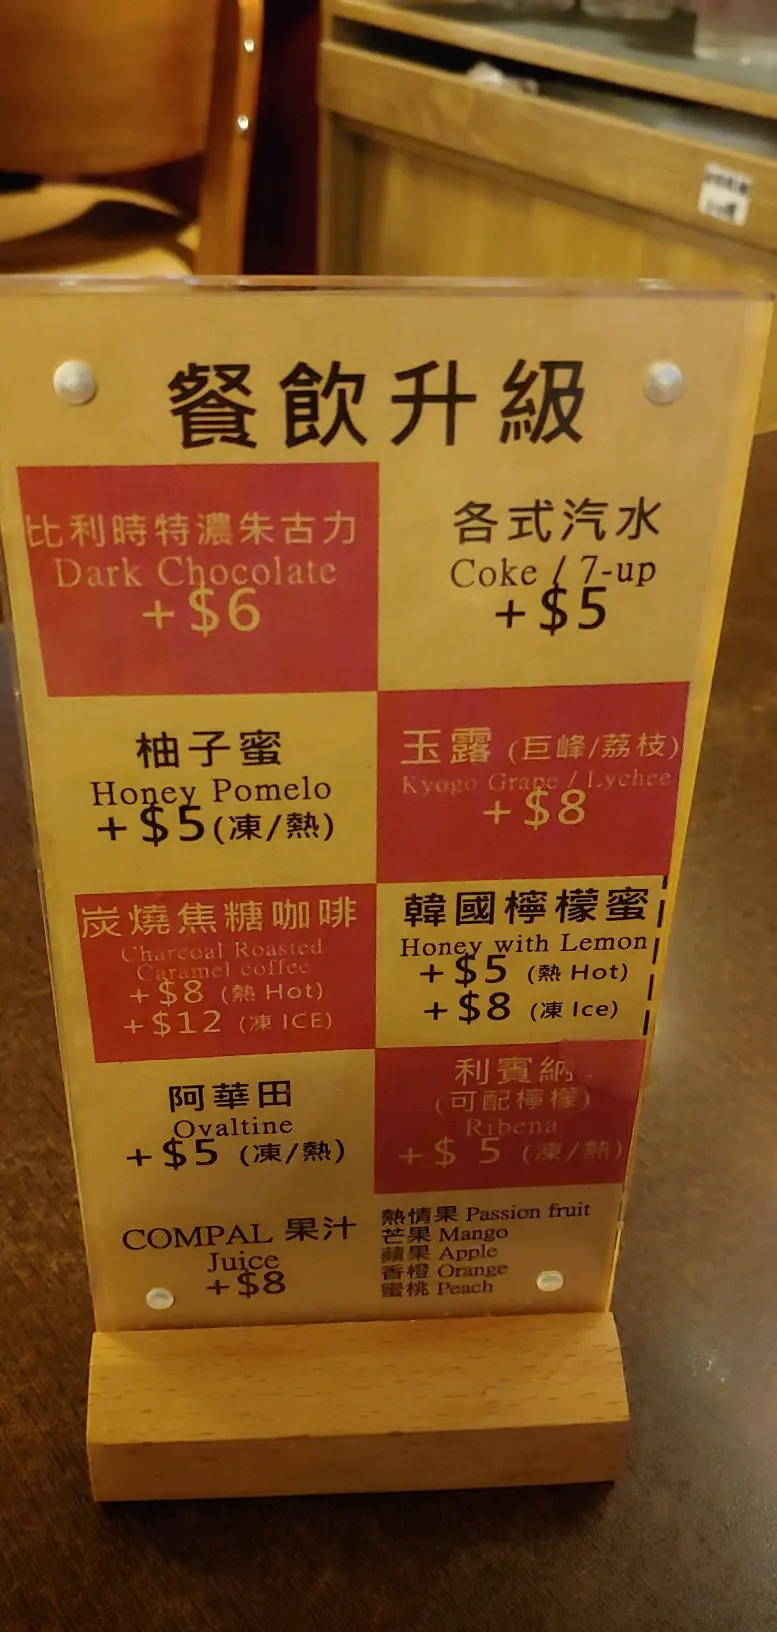 餐飲升級
比利時特濃朱古力
Dark Chocolate
+$6
各式汽水
Coke / 7-up
+$5
柚子蜜
Honey Pomelo
+$5(凍/熱)
玉露 (巨峰/荔枝)
Kyogo Grape / Lychee
+$8
炭燒焦糖咖啡
Charcoal Roasted
Caramel coffee
+$8 (熱 Hot)
+$12 (凍 ICE)
韓國檸檬蜜
Honey with Lemon
+$5 (熱 Hot)
+$8 (凍 Ice)
阿華田
Ovaltine
+$5 (凍/熱)
利賓納
(可配檸檬)
Ribena
+$ 5 (凍/熱)
COMPAL 果汁
Juice
+$8
熱情果 Passion fruit
芒果 Mango
蘋果 Apple
香橙 Orange
蜜桃 Peach